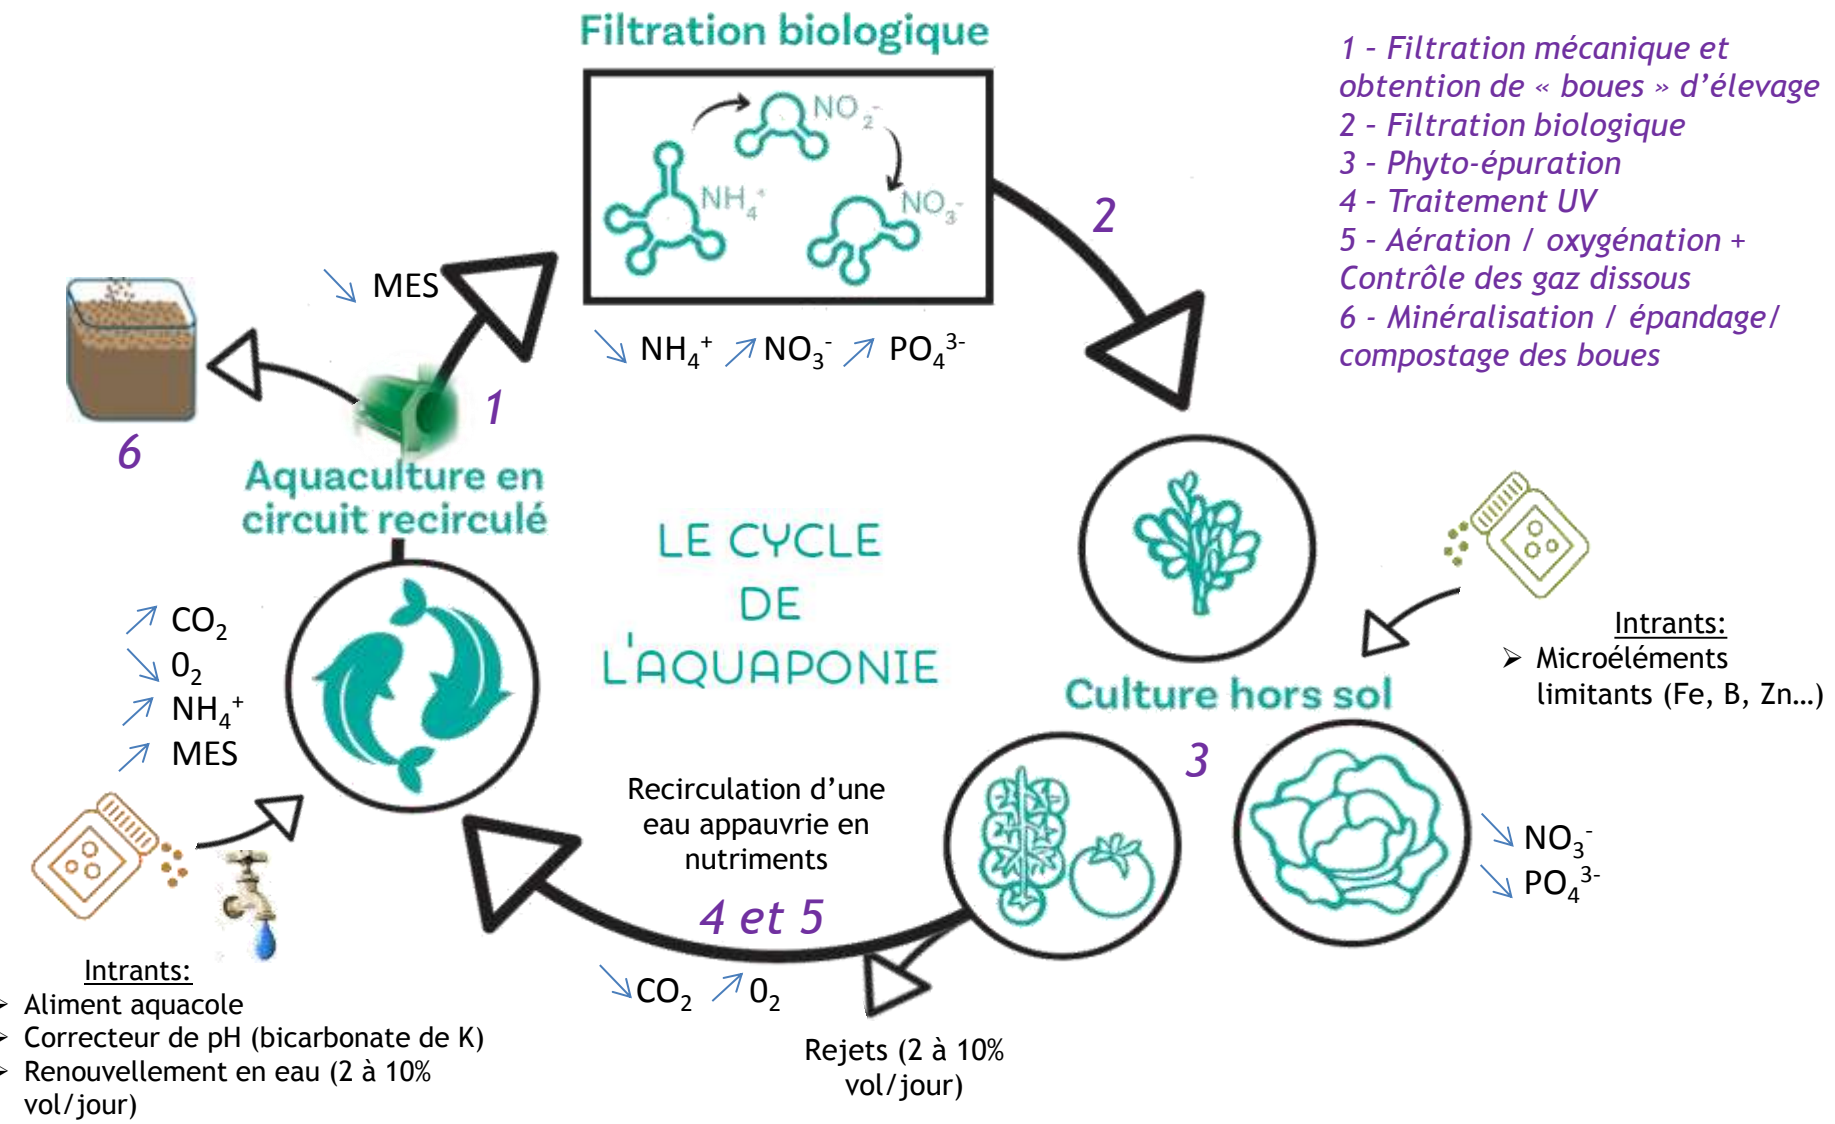 Filtration biologique
1 – Filtration mécanique et
obtention de « boues » d’élevage
2 – Filtration biologique
3 – Phyto-épuration
4 – Traitement UV
5 – Aération / oxygénation +
Contrôle des gaz dissous
6 - Minéralisation / épandage/
compostage des boues
NO₂⁻
NH₄⁺
NO₃⁻
2
↘ MES
↘ NH₄⁺ ↗ NO₃⁻ ↗ PO₄³⁻
1
6
Aquaculture en
circuit recirculé
LE CYCLE
DE
L'AQUAPONIE
↗ CO₂
↘ 0₂
↗ NH₄⁺
↗ MES
Intrants:
➢ Microéléments
limitants (Fe, B, Zn…)
Culture hors sol
3
↘ NO₃⁻
↘ PO₄³⁻
Recirculation d’une
eau appauvrie en
nutriments
4 et 5
↘ CO₂ ↗ 0₂
Rejets (2 à 10%
vol/jour)
Intrants:
➢ Aliment aquacole
➢ Correcteur de pH (bicarbonate de K)
➢ Renouvellement en eau (2 à 10%
vol/jour)